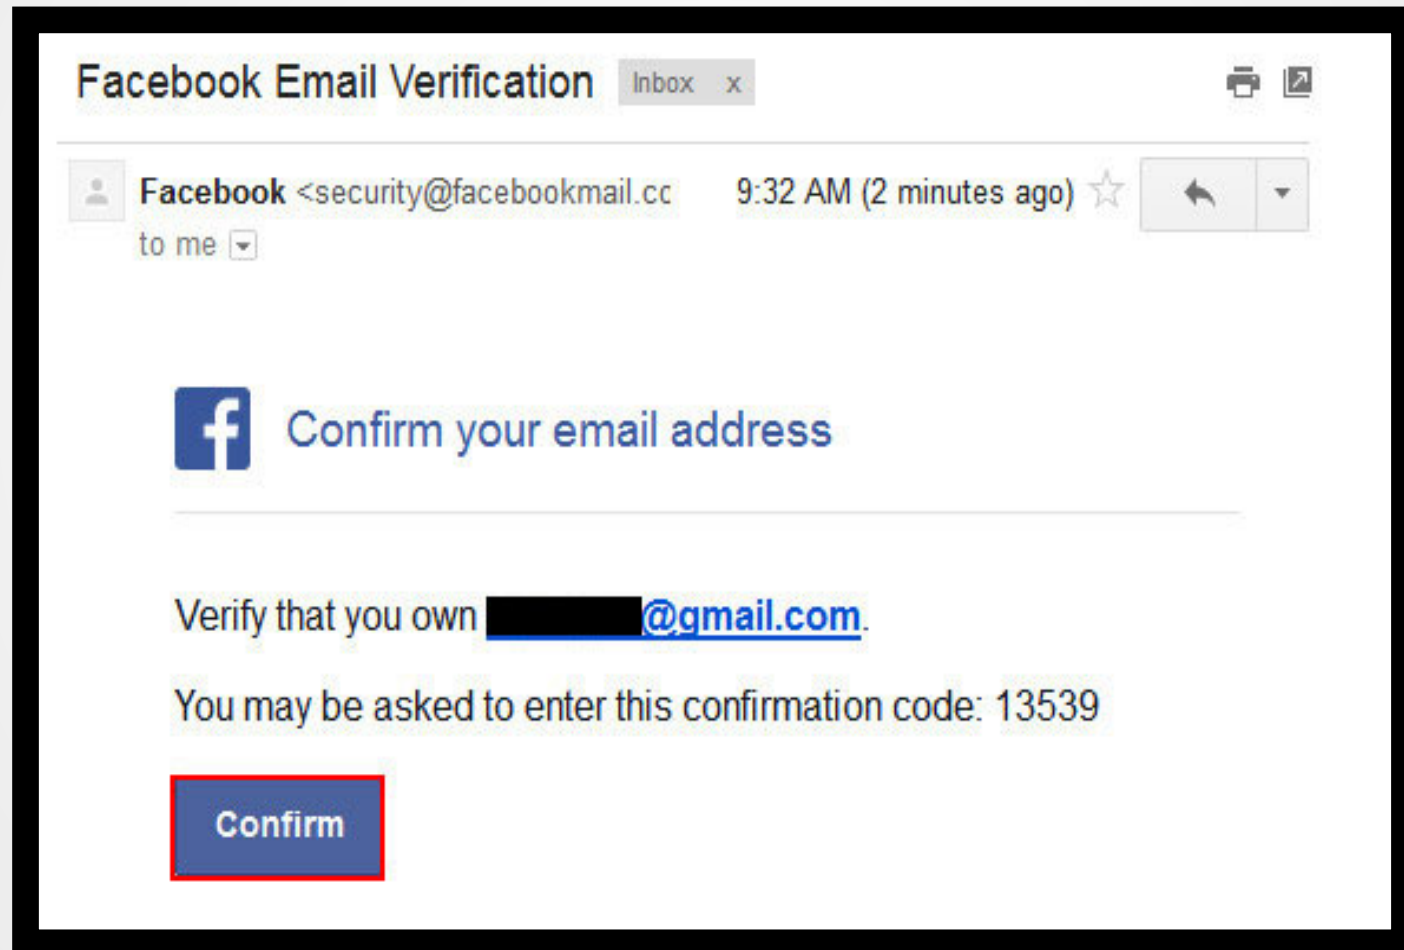 Facebook Email Verification Inbox x
Facebook <security@facebookmail.cc 9:32 AM (2 minutes ago)
to me
f Confirm your email address
Verify that you own @gmail.com.
You may be asked to enter this confirmation code: 13539
Confirm